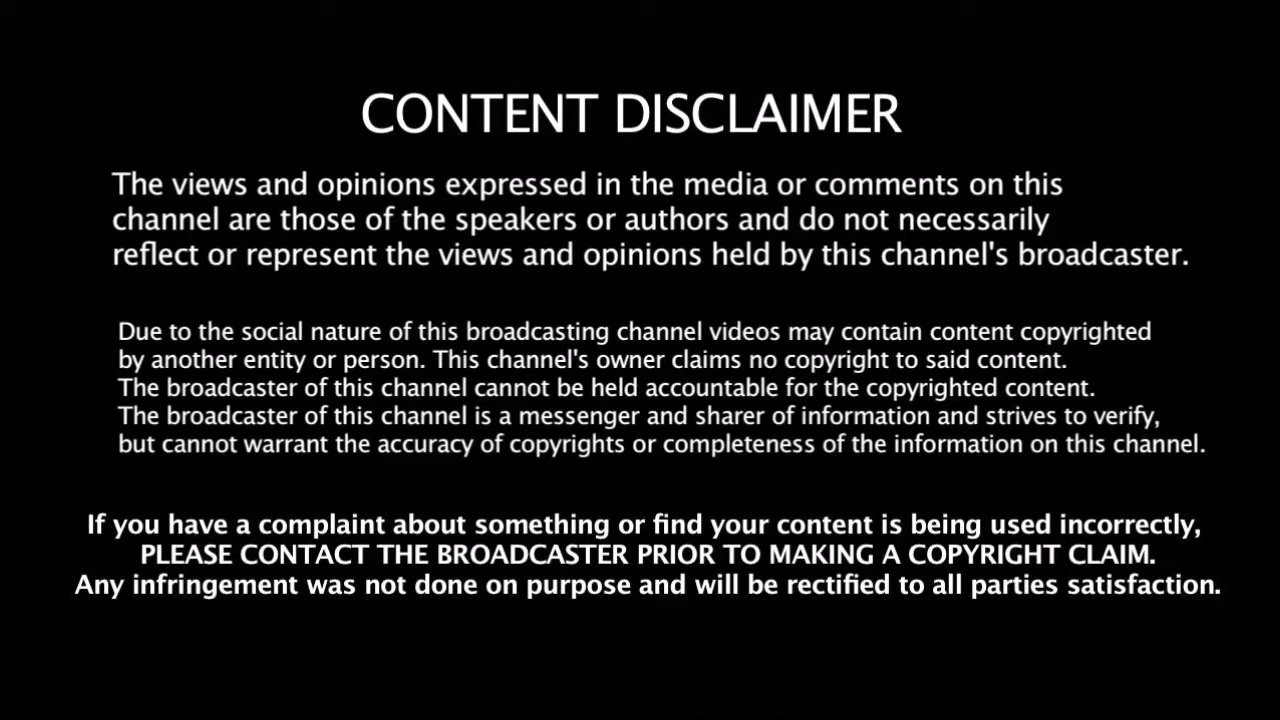 CONTENT DISCLAIMER
The views and opinions expressed in the media or comments on this
channel are those of the speakers or authors and do not necessarily
reflect or represent the views and opinions held by this channel's broadcaster.
Due to the social nature of this broadcasting channel videos may contain content copyrighted
by another entity or person. This channel's owner claims no copyright to said content.
The broadcaster of this channel cannot be held accountable for the copyrighted content.
The broadcaster of this channel is a messenger and sharer of information and strives to verify,
but cannot warrant the accuracy of copyrights or completeness of the information on this channel.
If you have a complaint about something or find your content is being used incorrectly,
PLEASE CONTACT THE BROADCASTER PRIOR TO MAKING A COPYRIGHT CLAIM.
Any infringement was not done on purpose and will be rectified to all parties satisfaction.